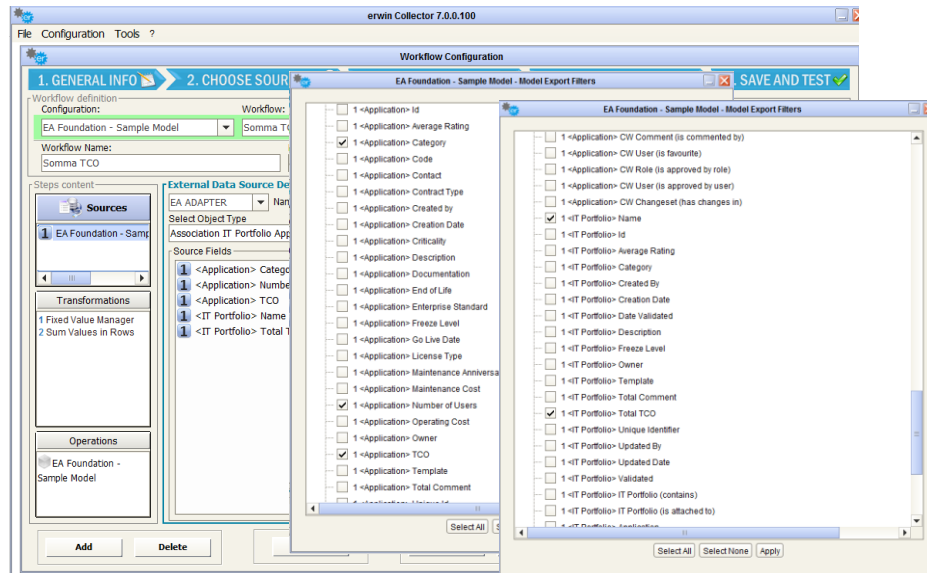 erwin Collector 7.0.0.100
File Configuration Tools ?
Workflow Configuration
1. GENERAL INFO
2. CHOOSE SOUR
SAVE AND TEST
Workflow definition
Configuration:
Workflow:
EA Foundation - Sample Model
Somma T
Workflow Name:
Somma TCO
Steps content
Sources
1 EA Foundation - Samp
Transformations
1 Fixed Value Manager
2 Sum Values in Rows
Operations
EA Foundation -
Sample Model
Add
Delete
External Data Source De
EA ADAPTER
Nan
Select Object Type
Association IT Portfolio App
Source Fields
1 <Application> Catego
1 <Application> Numbe
1 <Application> TCO
1 <IT Portfolio> Name
1 <IT Portfolio> Total T
EA Foundation - Sample Model - Model Export Filters
1 <Application> Id
1 <Application> Average Rating
1 <Application> Category
1 <Application> Code
1 <Application> Contact
1 <Application> Contract Type
1 <Application> Created by
1 <Application> Creation Date
1 <Application> Criticality
1 <Application> Description
1 <Application> Documentation
1 <Application> End of Life
1 <Application> Enterprise Standard
1 <Application> Freeze Level
1 <Application> Go Live Date
1 <Application> License Type
1 <Application> Maintenance Anniversa
1 <Application> Maintenance Cost
1 <Application> Number of Users
1 <Application> Operating Cost
1 <Application> Owner
1 <Application> TCO
1 <Application> Template
1 <Application> Total Comment
Select All
EA Foundation - Sample Model - Model Export Filters
1 <Application> CW Comment (is commented by)
1 <Application> CW User (is favourite)
1 <Application> CW Role (is approved by role)
1 <Application> CW User (is approved by user)
1 <Application> CW Changeset (has changes in)
1 <IT Portfolio> Name
1 <IT Portfolio> Id
1 <IT Portfolio> Average Rating
1 <IT Portfolio> Category
1 <IT Portfolio> Created By
1 <IT Portfolio> Creation Date
1 <IT Portfolio> Date Validated
1 <IT Portfolio> Description
1 <IT Portfolio> Freeze Level
1 <IT Portfolio> Owner
1 <IT Portfolio> Template
1 <IT Portfolio> Total Comment
1 <IT Portfolio> Total TCO
1 <IT Portfolio> Unique Identifier
1 <IT Portfolio> Updated By
1 <IT Portfolio> Updated Date
1 <IT Portfolio> Validated
1 <IT Portfolio> IT Portfolio (contains)
1 <IT Portfolio> IT Portfolio (is attached to)
1 <IT Portfolio> Application
Select All Select None Apply